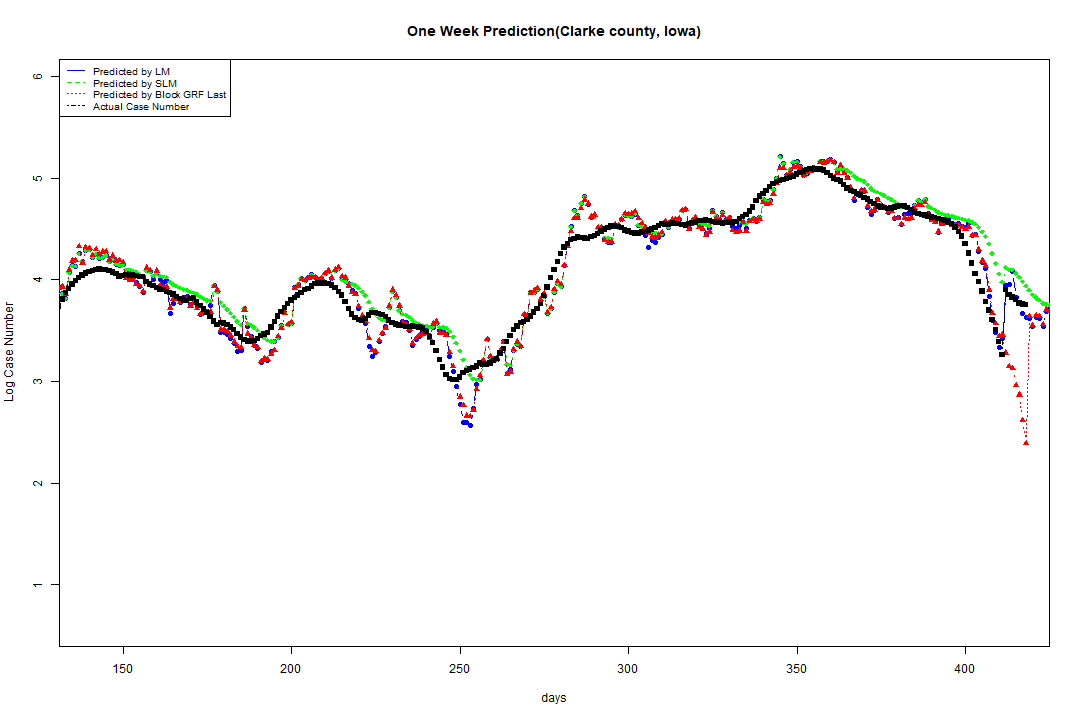 One Week Prediction(Clarke county, Iowa)
Predicted by LM
Predicted by SLM
Predicted by Block GRF Last
Actual Case Number
6
5
4
3
2
1
Log Case Number
150 200 250 300 350 400
days